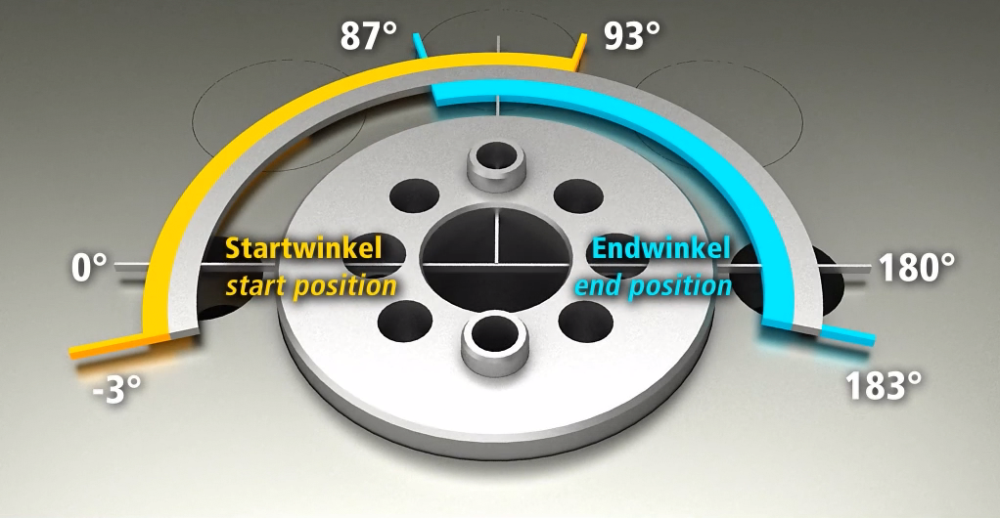 87°
93°
Startwinkel
start position
Endwinkel
end position
0°
180°
-3°
183°